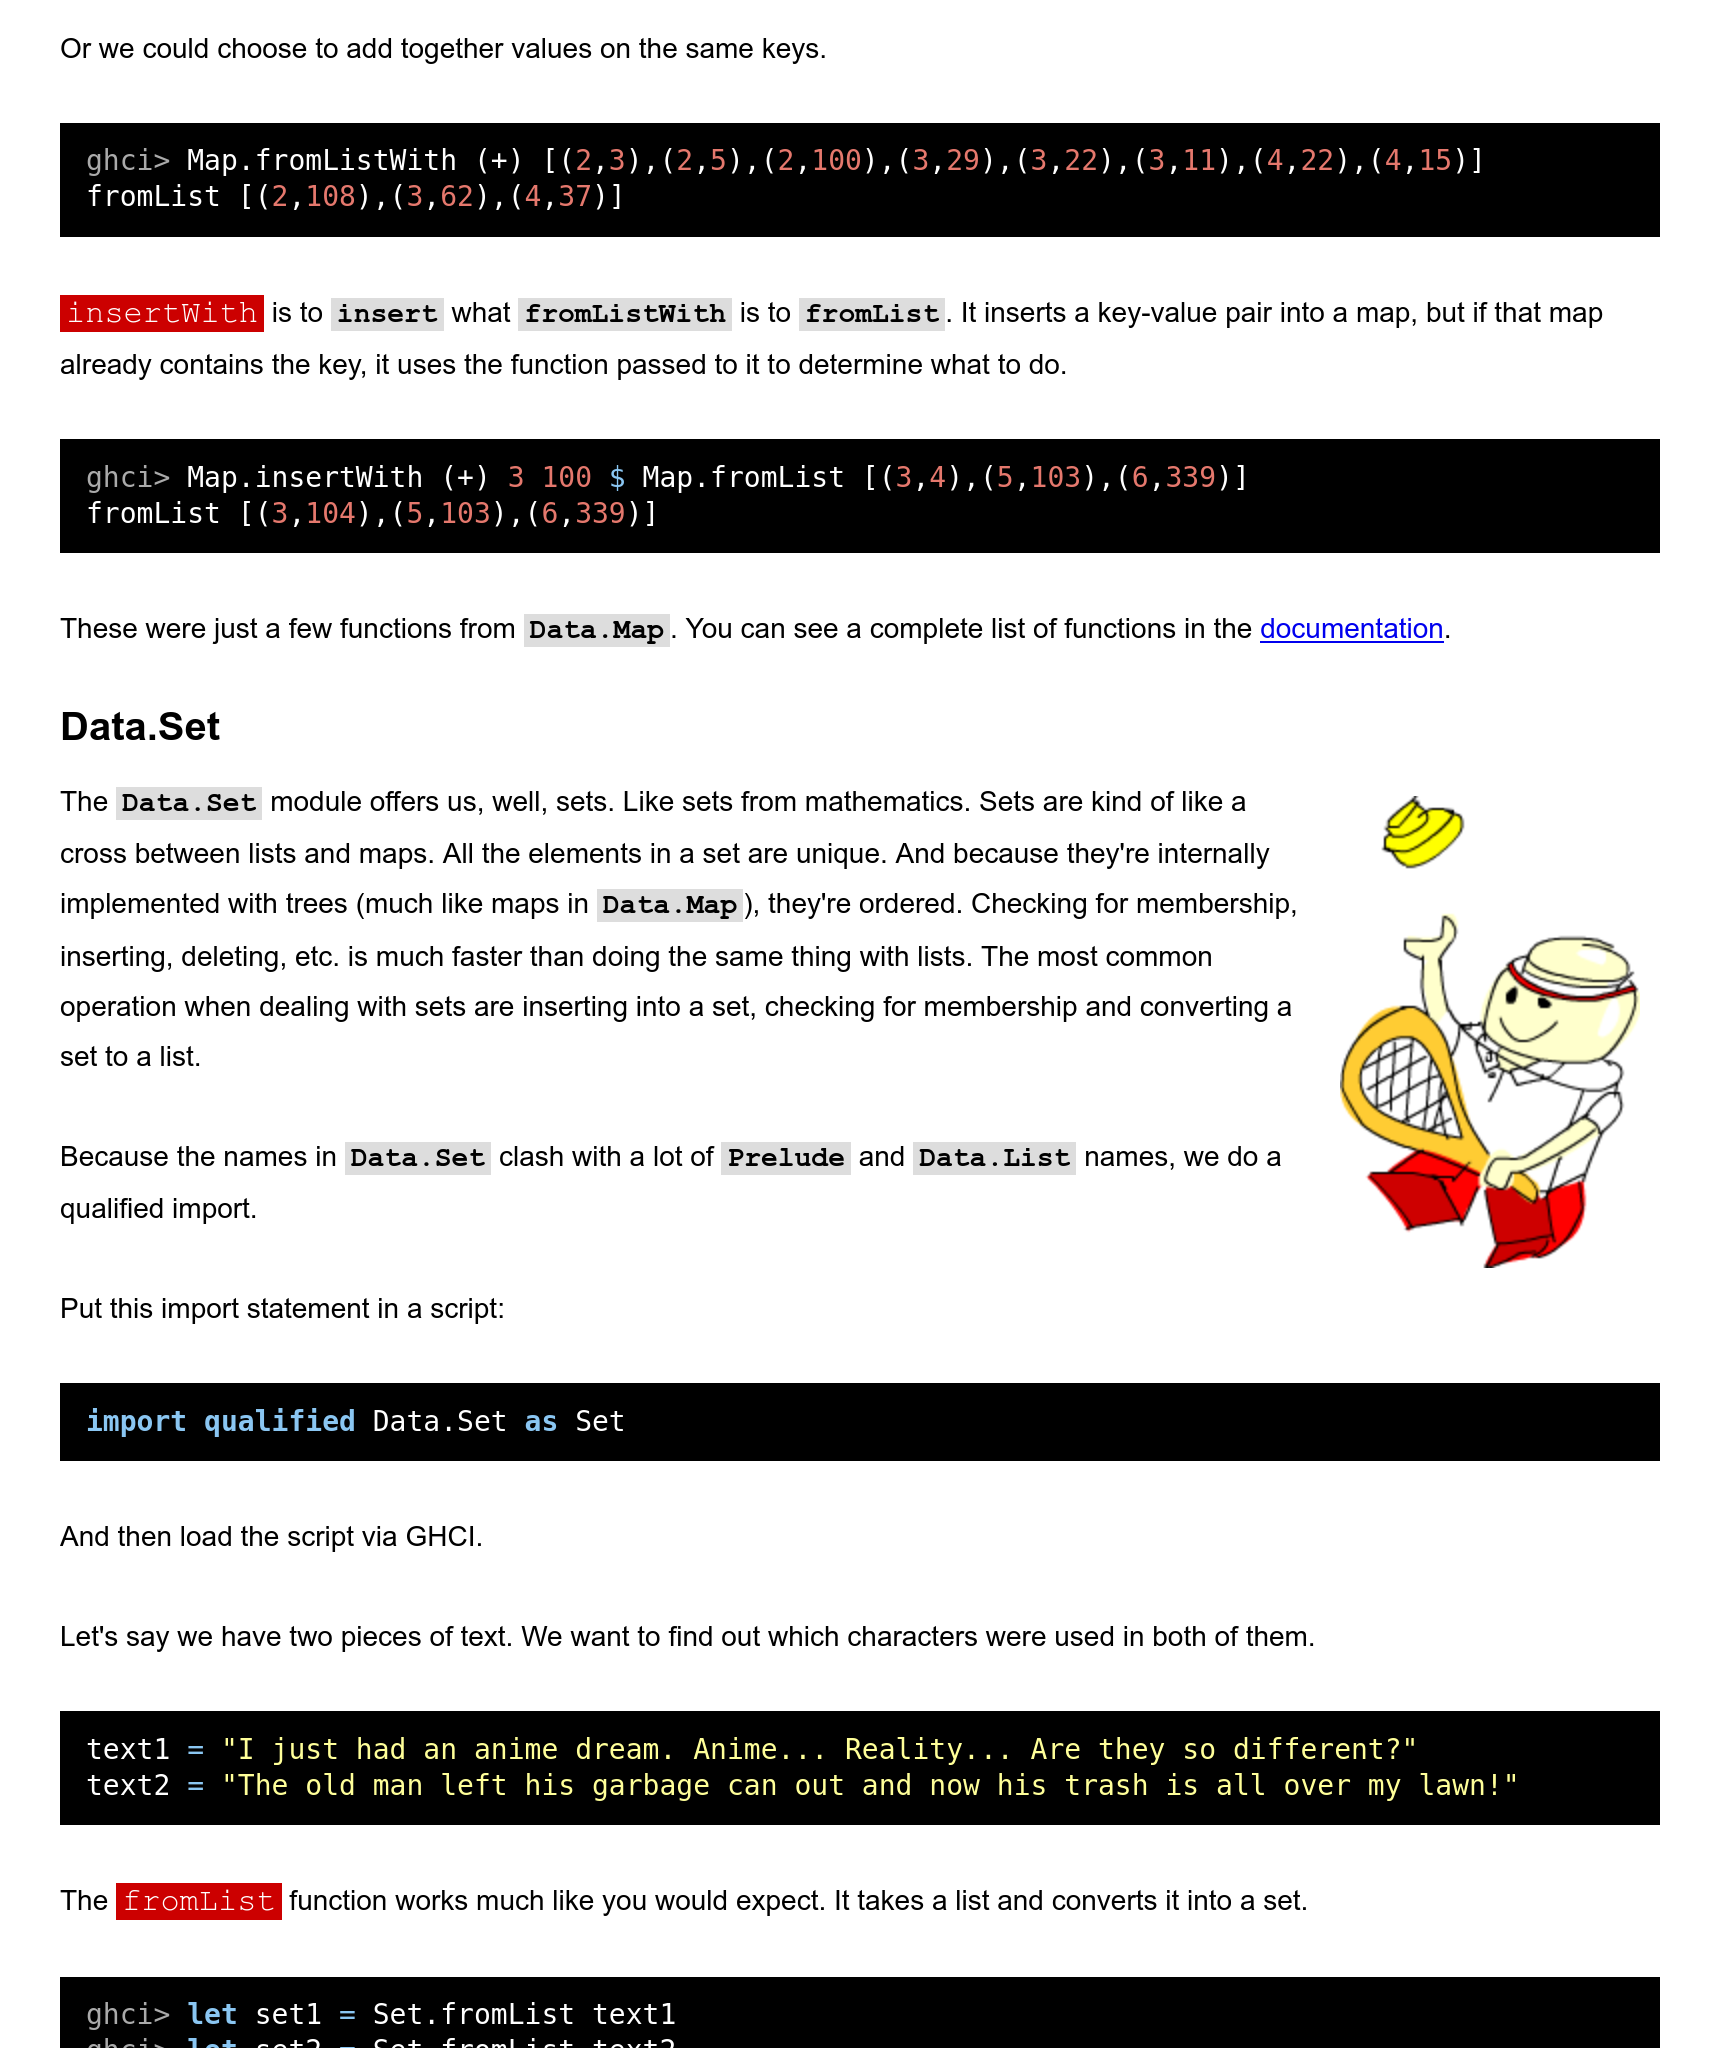 Or we could choose to add together values on the same keys.
ghci> Map.fromListWith (+) [(2,3),(2,5),(2,100),(3,29),(3,22),(3,11),(4,22),(4,15)]
fromList [(2,108),(3,62),(4,37)]
insertWith is to insert what fromListWith is to fromList. It inserts a key-value pair into a map, but if that map
already contains the key, it uses the function passed to it to determine what to do.
ghci> Map.insertWith (+) 3 100 $ Map.fromList [(3,4),(5,103),(6,339)]
fromList [(3,104),(5,103),(6,339)]
These were just a few functions from Data.Map. You can see a complete list of functions in the documentation.
Data.Set
The Data.Set module offers us, well, sets. Like sets from mathematics. Sets are kind of like a
cross between lists and maps. All the elements in a set are unique. And because they're internally
implemented with trees (much like maps in Data.Map), they're ordered. Checking for membership,
inserting, deleting, etc. is much faster than doing the same thing with lists. The most common
operation when dealing with sets are inserting into a set, checking for membership and converting a
set to a list.
Because the names in Data.Set clash with a lot of Prelude and Data.List names, we do a
qualified import.
Put this import statement in a script:
import qualified Data.Set as Set
And then load the script via GHCI.
Let's say we have two pieces of text. We want to find out which characters were used in both of them.
text1 = "I just had an anime dream. Anime... Reality... Are they so different?"
text2 = "The old man left his garbage can out and now his trash is all over my lawn!"
The fromList function works much like you would expect. It takes a list and converts it into a set.
ghci> let set1 = Set.fromList text1
ghci> let set2 = Set.fromList text2